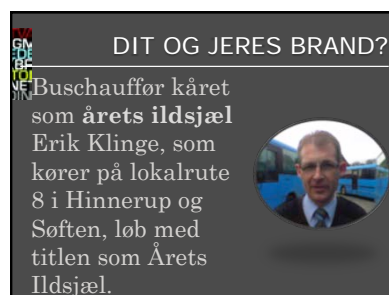 DIT OG JERES BRAND?
Buschauffør kåret
som årets ildsjæl
Erik Klinge, som
kører på lokalrute
8 i Hinnerup og
Søften, løb med
titlen som Årets
Ildsjæl.